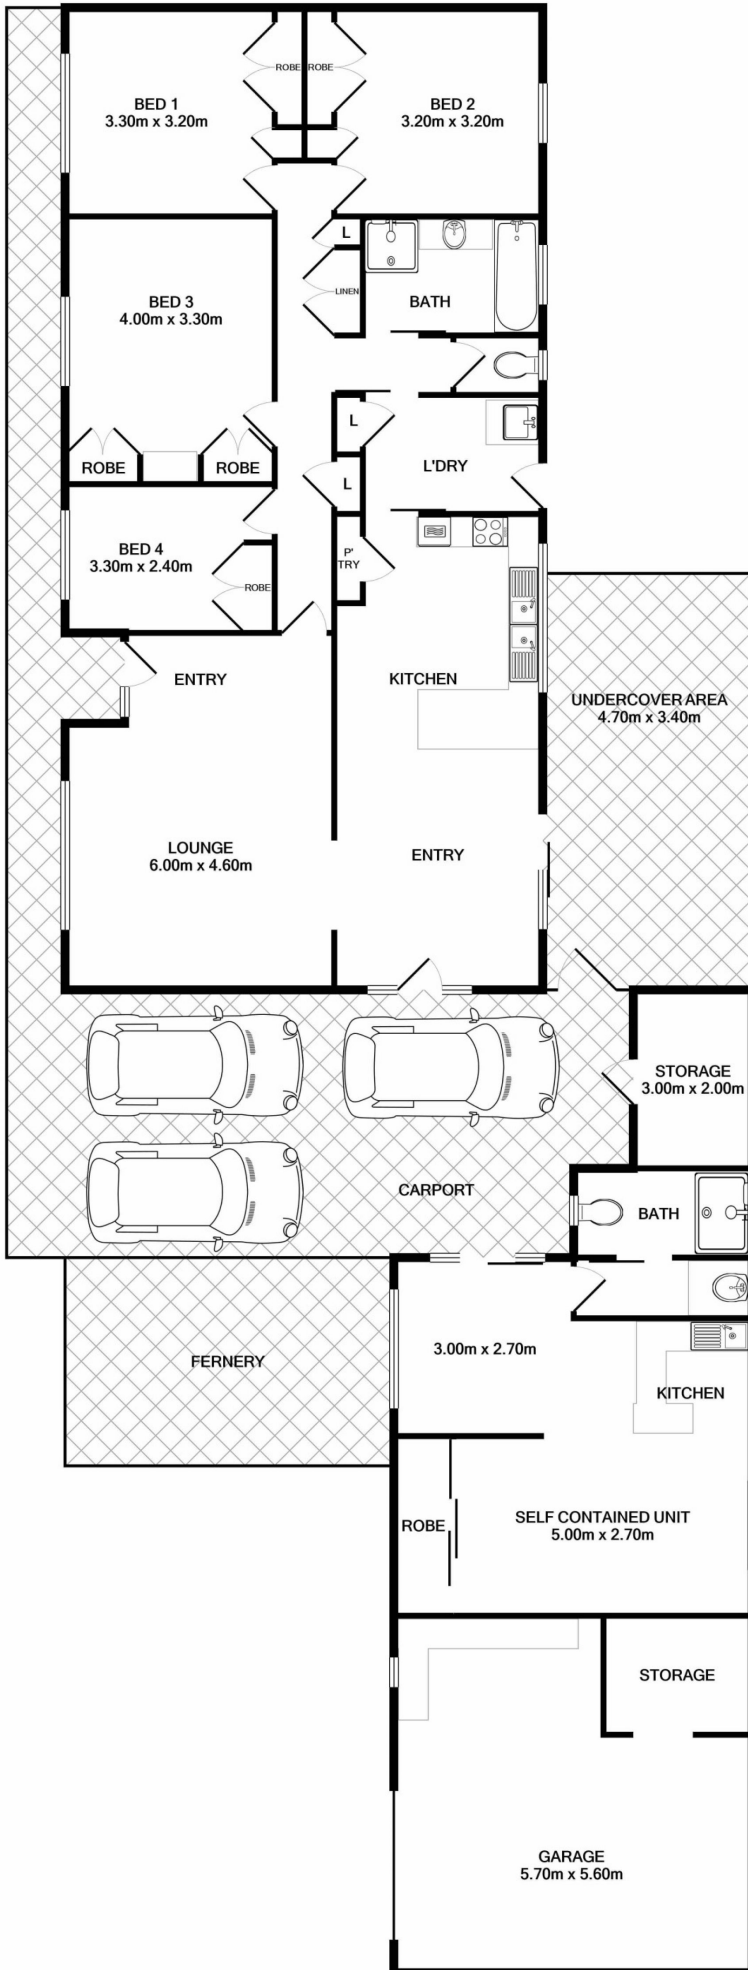 BED 1
3.30m x 3.20m
ROBE
ROBE
BED 2
3.20m x 3.20m
L
LINEN
BATH
BED 3
4.00m x 3.30m
ROBE
ROBE
L
L'DRY
L
BED 4
3.30m x 2.40m
ROBE
P'
TRY
ENTRY
KITCHEN
UNDERCOVER AREA
4.70m x 3.40m
LOUNGE
6.00m x 4.60m
ENTRY
STORAGE
3.00m x 2.00m
CARPORT
BATH
FERNERY
3.00m x 2.70m
KITCHEN
ROBE
SELF CONTAINED UNIT
5.00m x 2.70m
STORAGE
GARAGE
5.70m x 5.60m